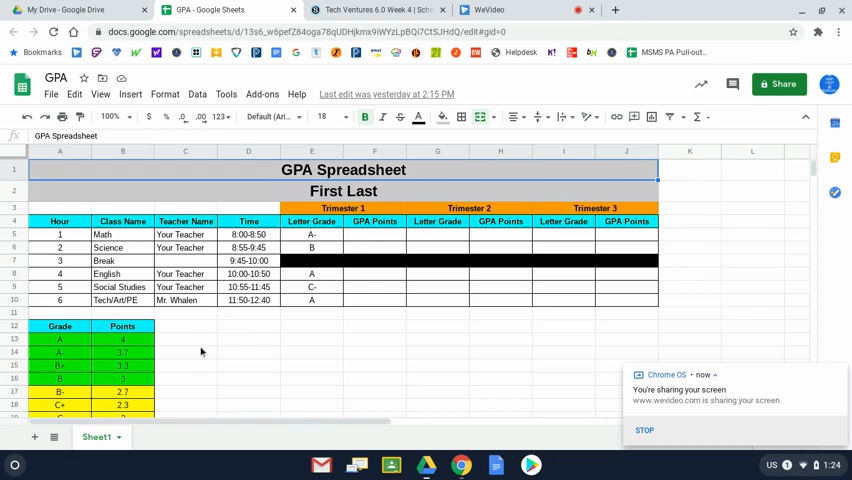 My Drive - Google Drive
GPA - Google Sheets
Tech Ventures 6.0 Week 4 | Scho
WeVideo
docs.google.com/spreadsheets/d/13s6_w6pefZ84oga78qUDHjkmx9iWYzLpBQi7CtSJHdQ/edit#gid=0
Bookmarks
Helpdesk
K!
MSMS PA Pull-out...
GPA
File Edit View Insert Format Data Tools Add-ons Help
Last edit was yesterday at 2:15 PM
Share
100% $ % .0 .00 123 Default (Ari... 18 B I S A
fx GPA Spreadsheet
A B C D E F G H I J K L
1 GPA Spreadsheet
2 First Last
3 Trimester 1 Trimester 2 Trimester 3
4 Hour Class Name Teacher Name Time Letter Grade GPA Points Letter Grade GPA Points Letter Grade GPA Points
5 1 Math Your Teacher 8:00-8:50 A-
6 2 Science Your Teacher 8:55-9:45 B
7 3 Break 9:45-10:00
8 4 English Your Teacher 10:00-10:50 A
9 5 Social Studies Your Teacher 10:55-11:45 C-
10 6 Tech/Art/PE Mr. Whalen 11:50-12:40 A
11
12 Grade Points
13 A 4
14 A- 3.7
15 B+ 3.3
16 B 3
17 B- 2.7
18 C+ 2.3
Chrome OS • now
You're sharing your screen
www.wevideo.com is sharing your screen.
STOP
Sheet1
US 1 1:24